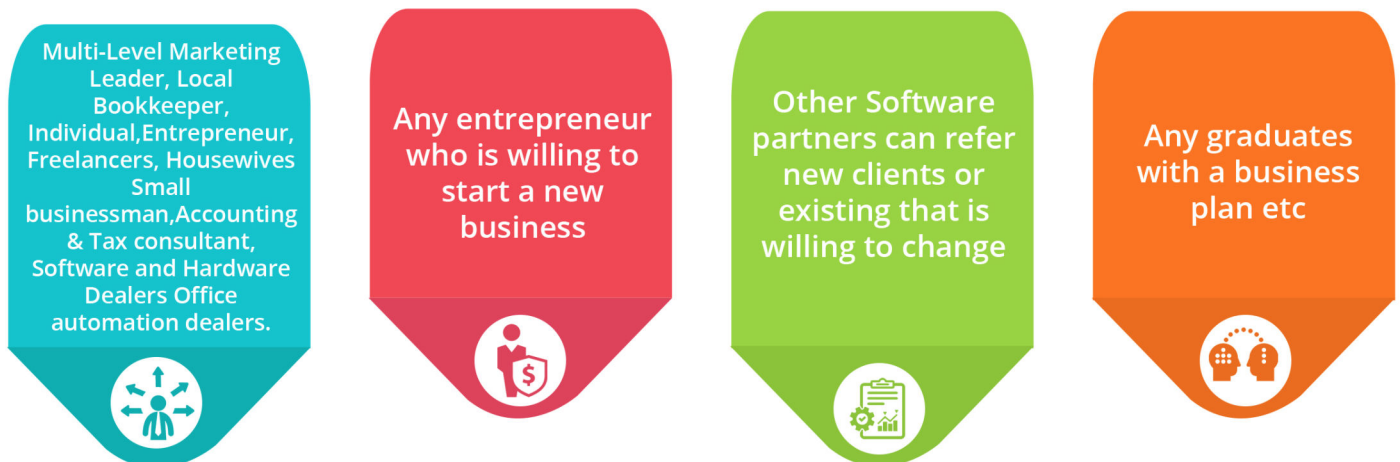 Multi-Level Marketing
Leader, Local
Bookkeeper,
Individual,Entrepreneur,
Freelancers, Housewives
Small
businessman,Accounting
& Tax consultant,
Software and Hardware
Dealers Office
automation dealers.
Any entrepreneur
who is willing to
start a new
business
$
Other Software
partners can refer
new clients or
existing that is
willing to change
Any graduates
with a business
plan etc